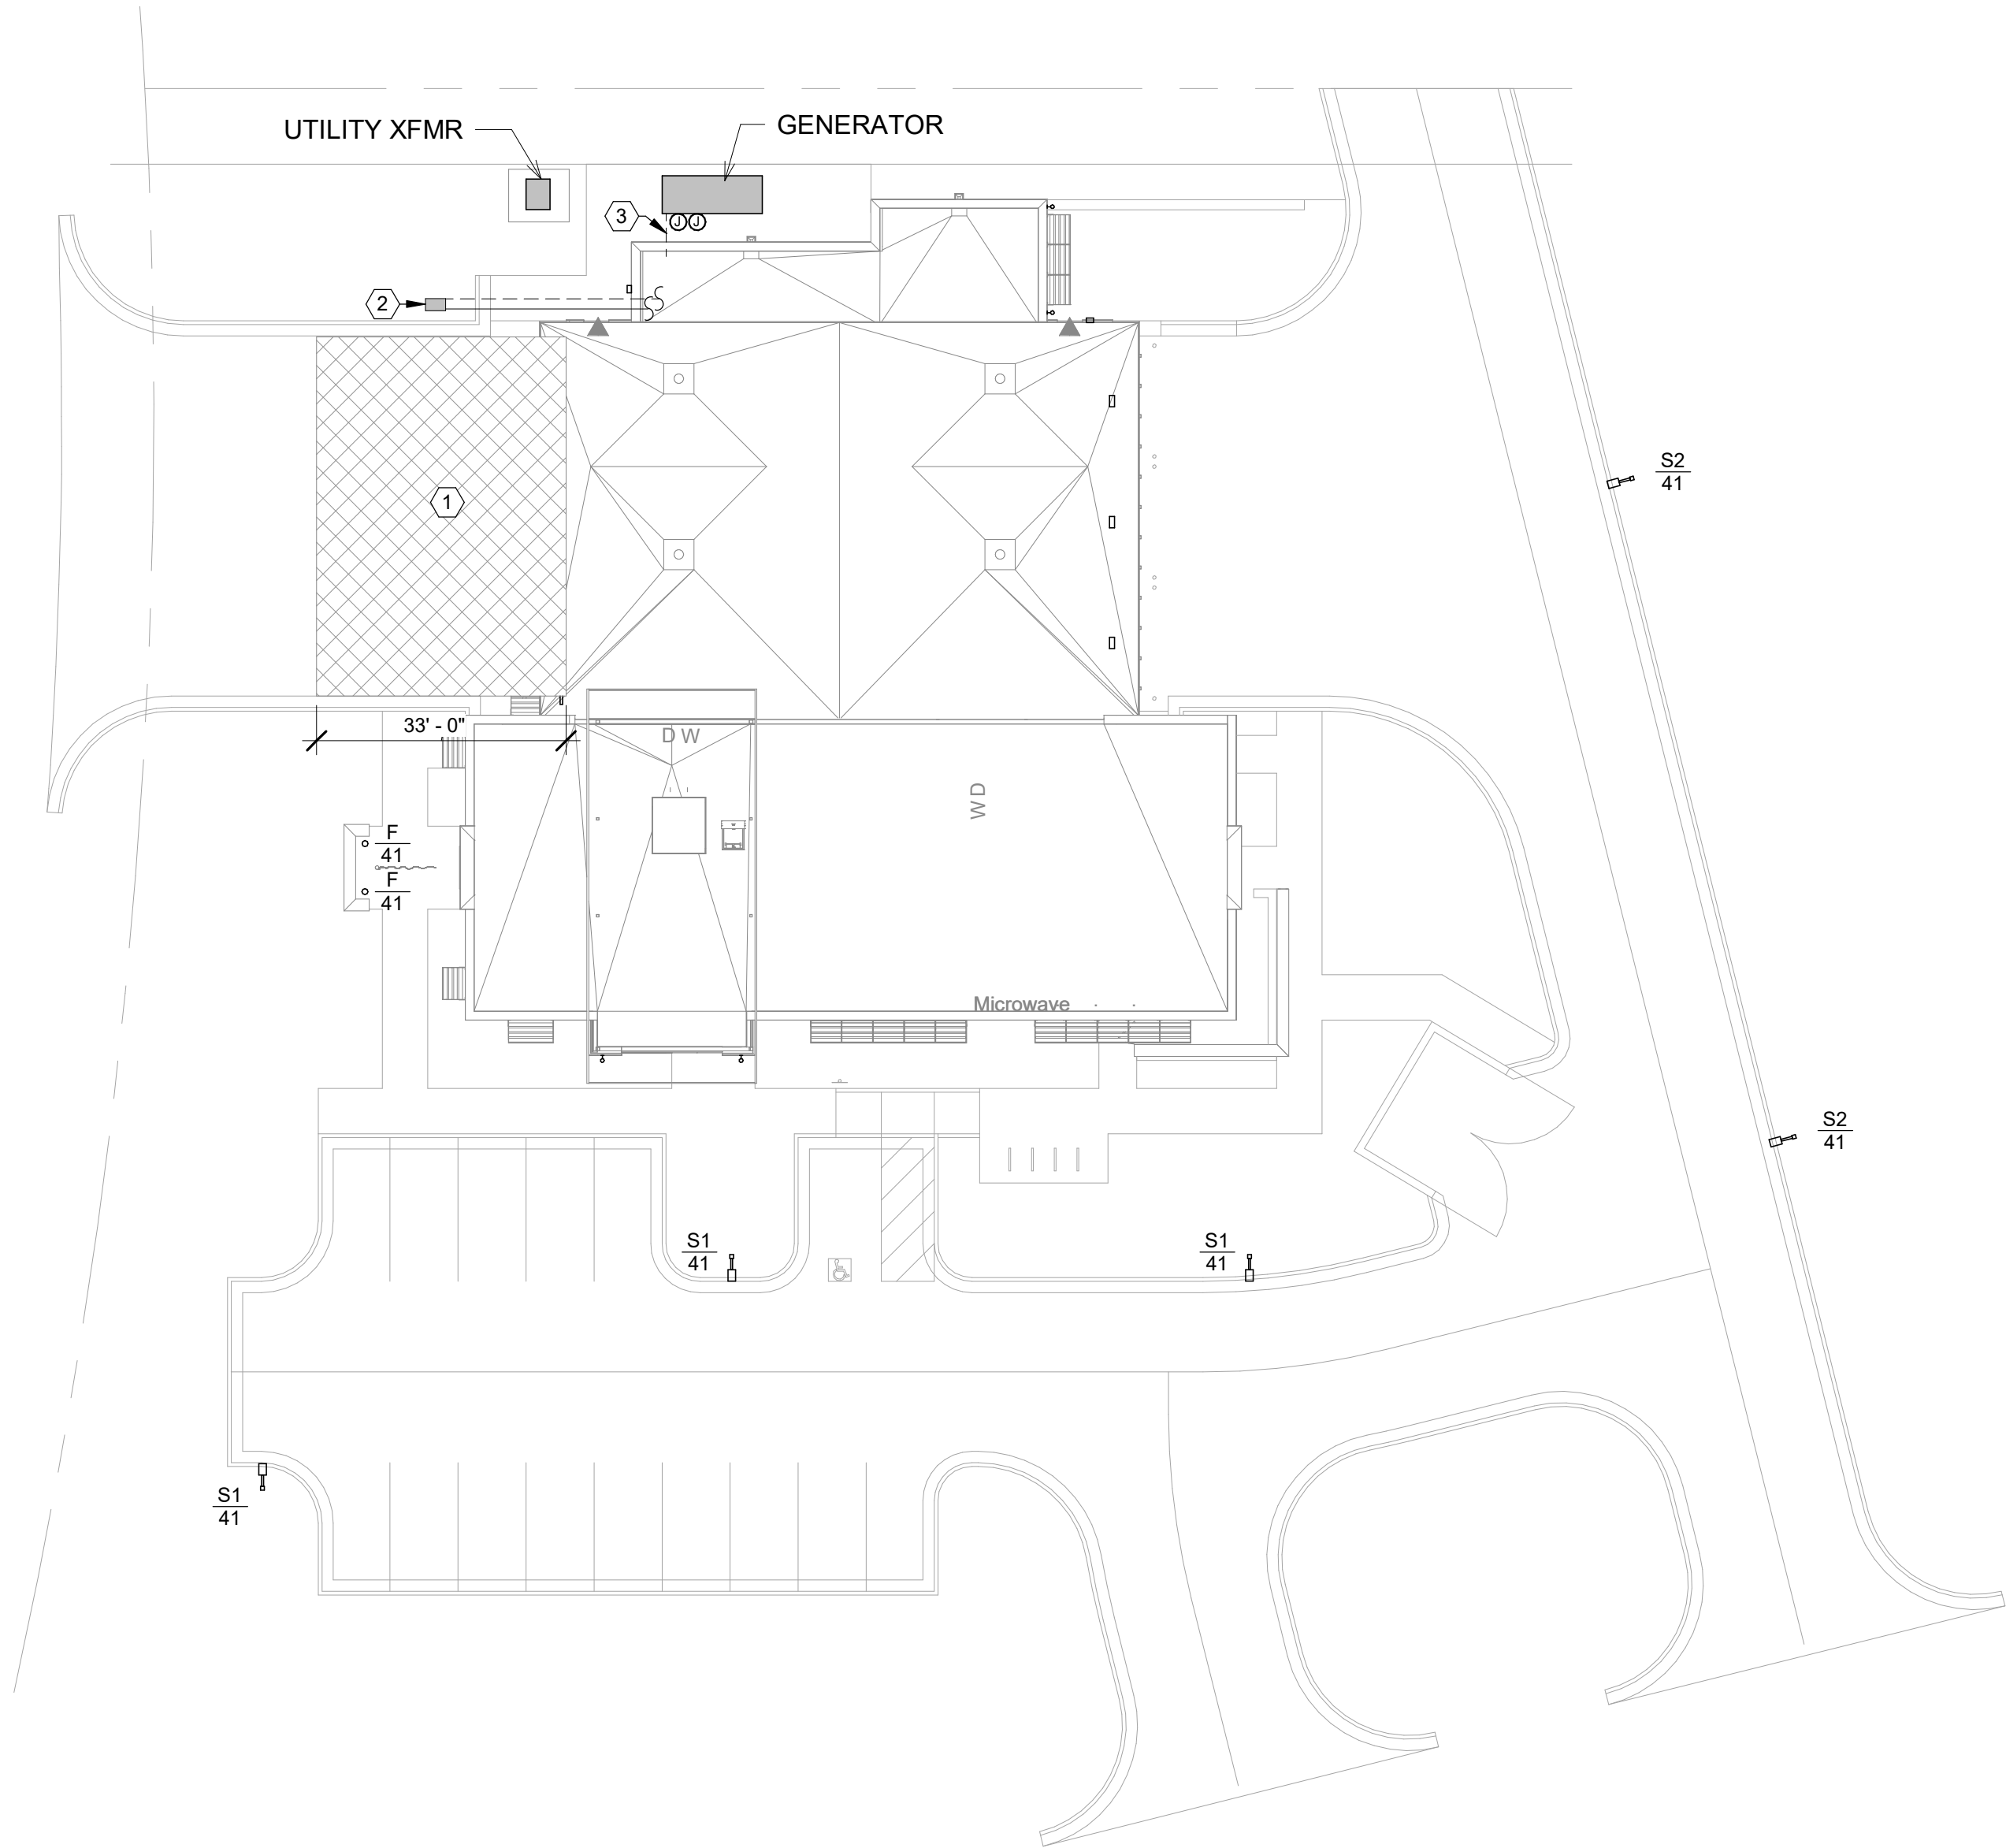 UTILITY XFMR
GENERATOR
3
J J
2
1
S2
41
33' - 0"
D W
W D
F
41
F
41
Microwave
S2
41
S1
41
S1
41
S1
41